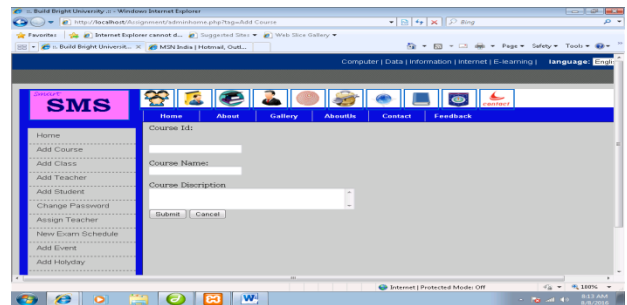 :: Build Bright University .:: - Windows Internet Explorer
http://localhost/Assignment/adminhome.php?tag=Add Course
Bing
Favorites Internet Explorer cannot d... Suggested Sites Web Slice Gallery
:: Build Bright Universit... MSN India | Hotmail, Outl...
Page Safety Tools
Computer | Data | Information | Internet | E-learning | language:
Smart
SMS
contact
Home About Gallery AboutUs Contact Feedback
Home
Add Course
Add Class
Add Teacher
Add Student
Change Password
Assign Teacher
New Exam Schedule
Add Event
Add Holyday
Course Id:
Course Name:
Course Discription
Submit Cancel
Internet | Protected Mode: Off 100%
8:13 AM